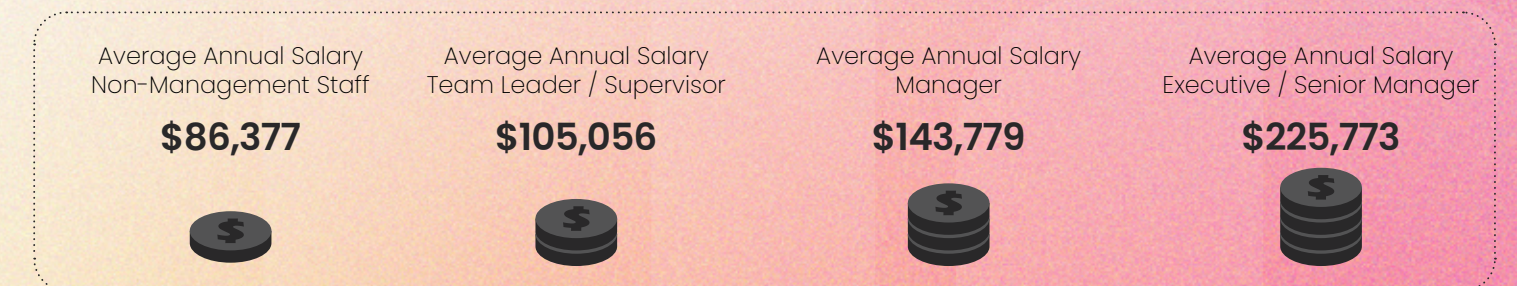 Average Annual Salary
Non-Management Staff
$86,377
Average Annual Salary
Team Leader / Supervisor
$105,056
Average Annual Salary
Manager
$143,779
Average Annual Salary
Executive / Senior Manager
$225,773
$
$
$
$